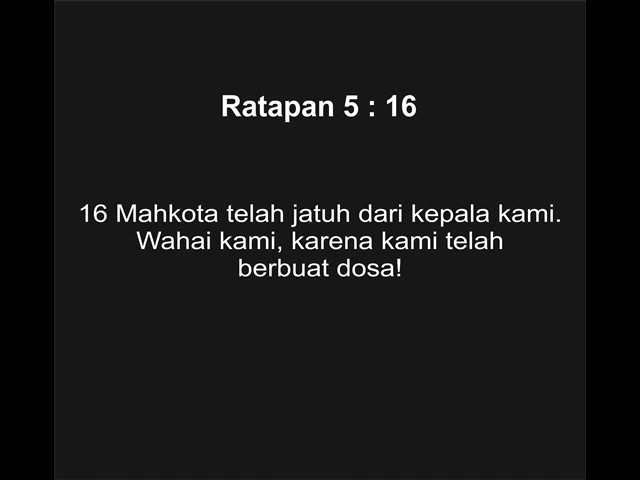 Ratapan 5 : 16
16 Mahkota telah jatuh dari kepala kami.
Wahai kami, karena kami telah
berbuat dosa!